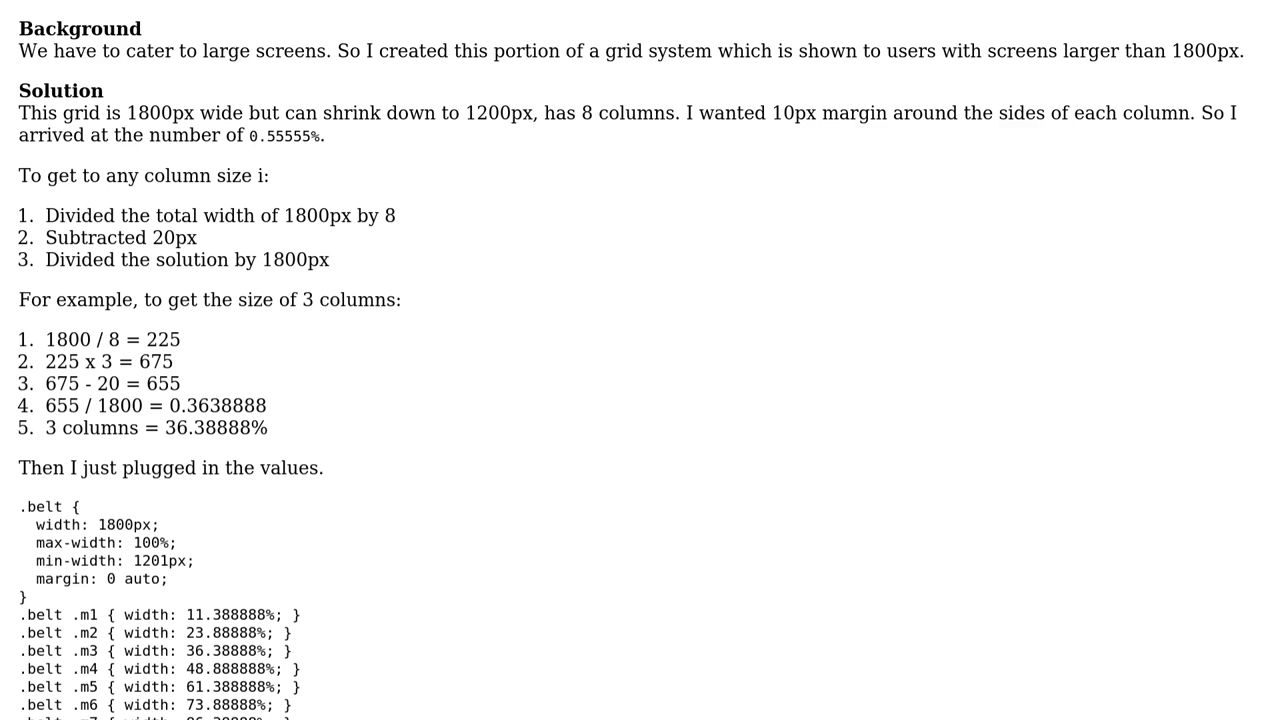 Background
We have to cater to large screens. So I created this portion of a grid system which is shown to users with screens larger than 1800px.
Solution
This grid is 1800px wide but can shrink down to 1200px, has 8 columns. I wanted 10px margin around the sides of each column. So I
arrived at the number of 0.55555%.
To get to any column size i:
1. Divided the total width of 1800px by 8
2. Subtracted 20px
3. Divided the solution by 1800px
For example, to get the size of 3 columns:
1. 1800 / 8 = 225
2. 225 x 3 = 675
3. 675 - 20 = 655
4. 655 / 1800 = 0.3638888
5. 3 columns = 36.38888%
Then I just plugged in the values.
.belt {
  width: 1800px;
  max-width: 100%;
  min-width: 1201px;
  margin: 0 auto;
}
.belt .m1 { width: 11.388888%; }
.belt .m2 { width: 23.88888%; }
.belt .m3 { width: 36.38888%; }
.belt .m4 { width: 48.888888%; }
.belt .m5 { width: 61.388888%; }
.belt .m6 { width: 73.88888%; }